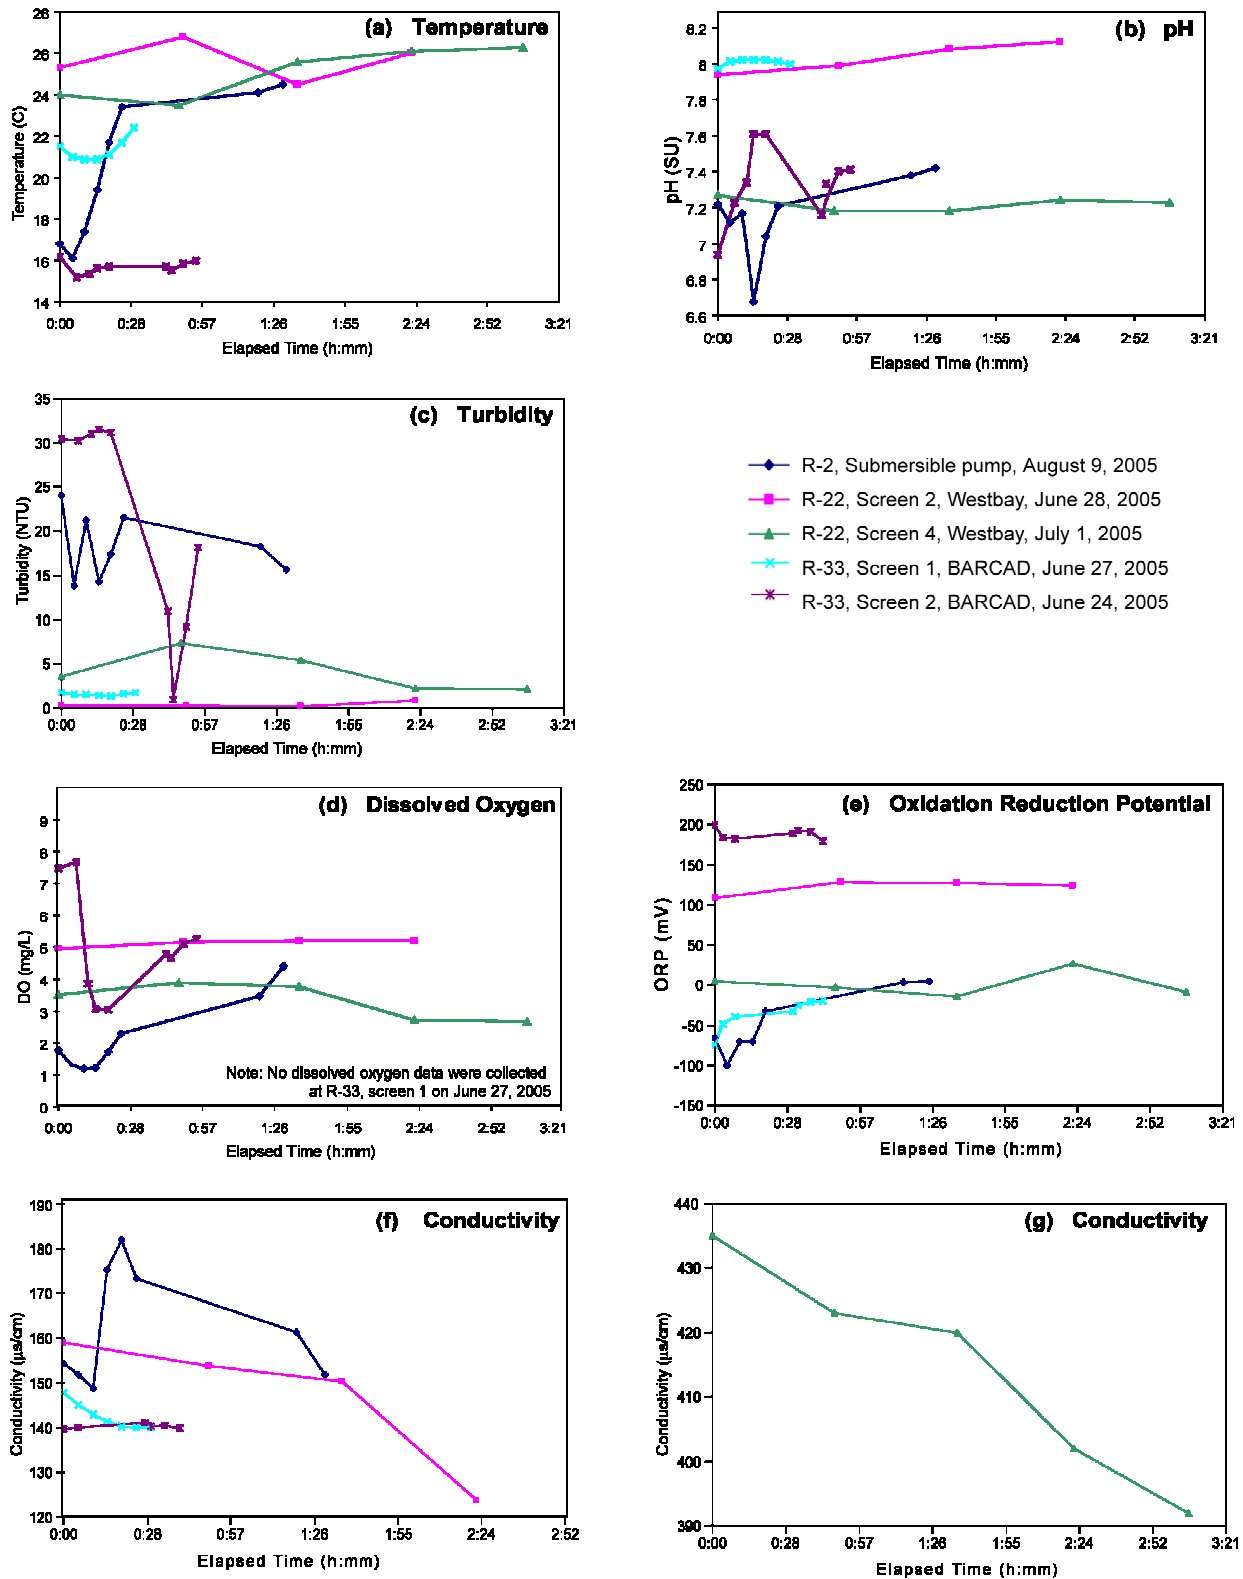 (a) Temperature
28
26
24
22
20
18
16
14
Temperature (C)
0:00 0:28 0:57 1:26 1:55 2:24 2:52 3:21
Elapsed Time (h:mm)
(b) pH
8.2
8
7.8
7.6
7.4
7.2
7
6.8
6.6
pH (SU)
0:00 0:28 0:57 1:26 1:55 2:24 2:52 3:21
Elapsed Time (h:mm)
(c) Turbidity
35
30
25
20
15
10
5
0
Turbidity (NTU)
0:00 0:28 0:57 1:26 1:55 2:24 2:52 3:21
Elapsed Time (h:mm)
R-2, Submersible pump, August 9, 2005
R-22, Screen 2, Westbay, June 28, 2005
R-22, Screen 4, Westbay, July 1, 2005
R-33, Screen 1, BARCAD, June 27, 2005
R-33, Screen 2, BARCAD, June 24, 2005
(d) Dissolved Oxygen
9
8
7
6
5
4
3
2
1
0
DO (mg/L)
Note: No dissolved oxygen data were collected
at R-33, screen 1 on June 27, 2005
0:00 0:28 0:57 1:26 1:55 2:24 2:52 3:21
Elapsed Time (h:mm)
(e) Oxidation Reduction Potential
250
200
150
100
50
0
-50
-100
-150
ORP (mV)
0:00 0:28 0:57 1:26 1:55 2:24 2:52 3:21
Elapsed Time (h:mm)
(f) Conductivity
190
180
170
160
150
140
130
120
Conductivity (µs/cm)
0:00 0:28 0:57 1:26 1:55 2:24 2:52
Elapsed Time (h:mm)
(g) Conductivity
440
430
420
410
400
390
Conductivity (µs/cm)
0:00 0:28 0:57 1:26 1:55 2:24 2:52 3:21
Elapsed Time (h:mm)